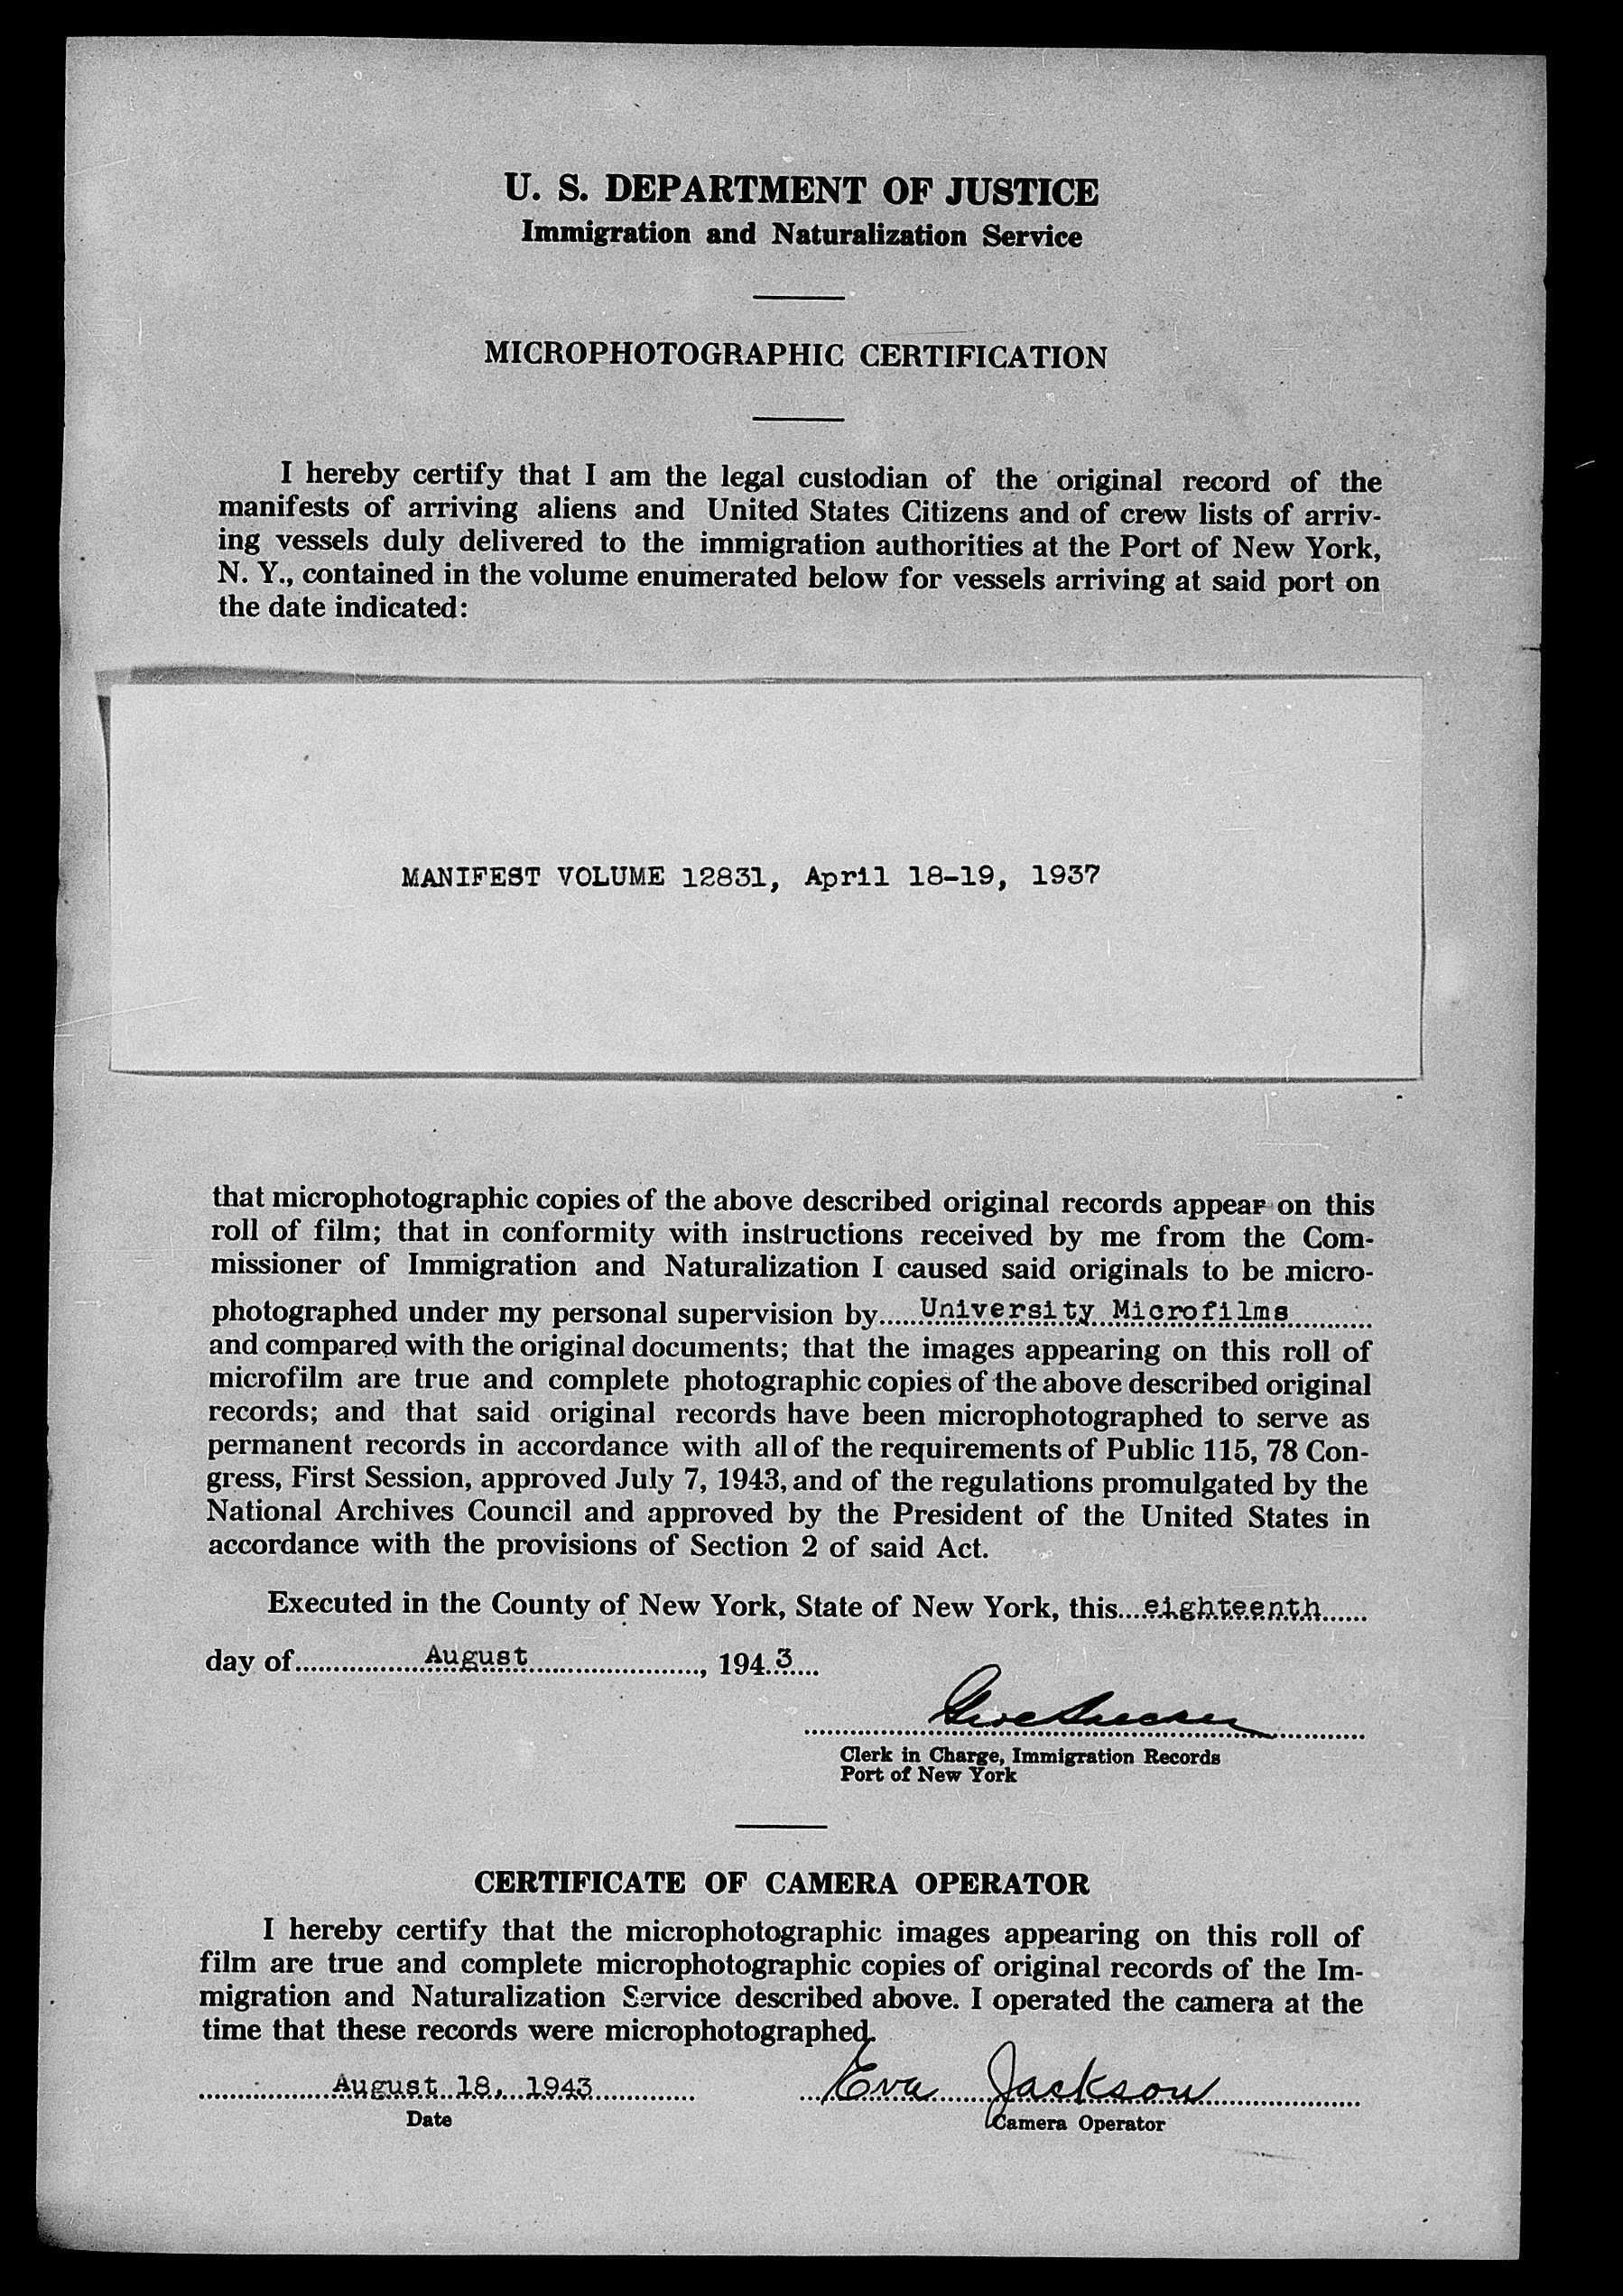 U. S. DEPARTMENT OF JUSTICE
Immigration and Naturalization Service
MICROPHOTOGRAPHIC CERTIFICATION
I hereby certify that I am the legal custodian of the original record of the
manifests of arriving aliens and United States Citizens and of crew lists of arriv-
ing vessels duly delivered to the immigration authorities at the Port of New York,
N. Y., contained in the volume enumerated below for vessels arriving at said port on
the date indicated:
MANIFEST VOLUME 12831, April 18-19, 1937
that microphotographic copies of the above described original records appear on this
roll of film; that in conformity with instructions received by me from the Com-
missioner of Immigration and Naturalization I caused said originals to be micro-
photographed under my personal supervision by......University Microfilms............
and compared with the original documents; that the images appearing on this roll of
microfilm are true and complete photographic copies of the above described original
records; and that said original records have been microphotographed to serve as
permanent records in accordance with all of the requirements of Public 115, 78 Con-
gress, First Session, approved July 7, 1943, and of the regulations promulgated by the
National Archives Council and approved by the President of the United States in
accordance with the provisions of Section 2 of said Act.
Executed in the County of New York, State of New York, this....eighteenth......
day of.................August......................., 194..3....
Clerk in Charge, Immigration Records
Port of New York
CERTIFICATE OF CAMERA OPERATOR
I hereby certify that the microphotographic images appearing on this roll of
film are true and complete microphotographic copies of original records of the Im-
migration and Naturalization Service described above. I operated the camera at the
time that these records were microphotographed.
August 18, 1943 Eva Jackson
Date Camera Operator